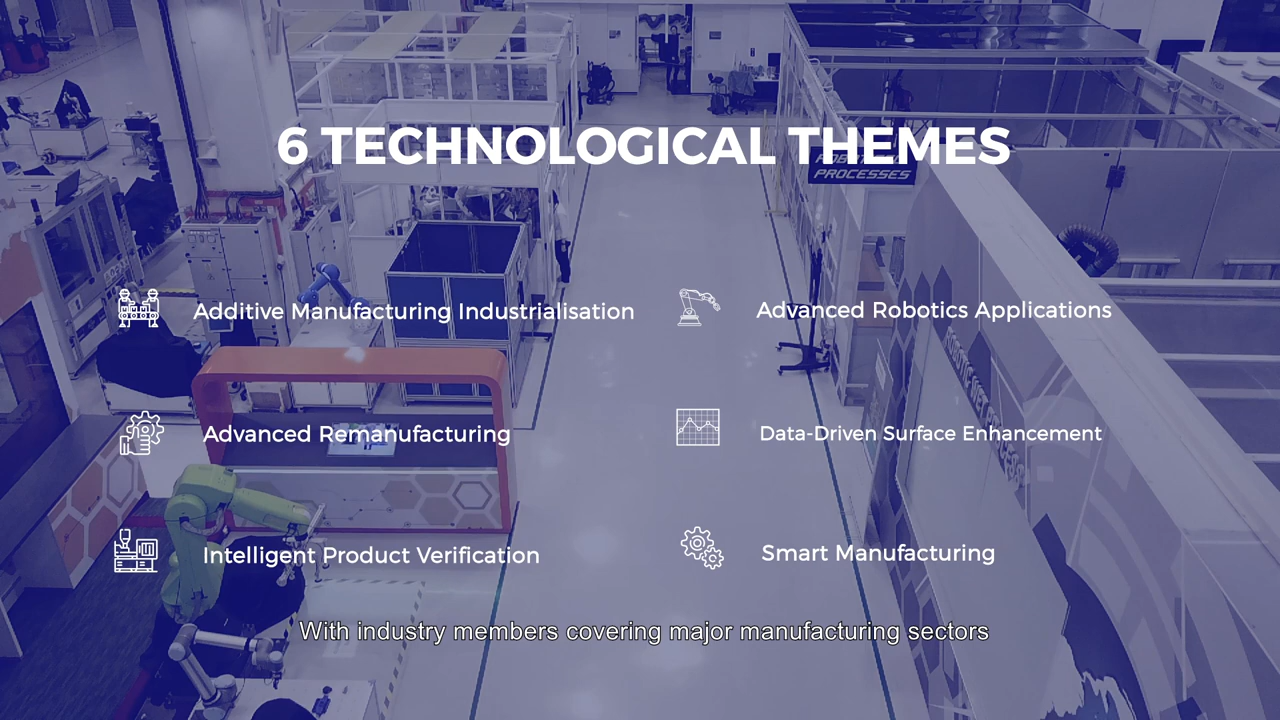 6 TECHNOLOGICAL THEMES
PROCESSES
Additive Manufacturing Industrialisation
Advanced Robotics Applications
Advanced Remanufacturing
Data-Driven Surface Enhancement
Intelligent Product Verification
Smart Manufacturing
With industry members covering major manufacturing sectors